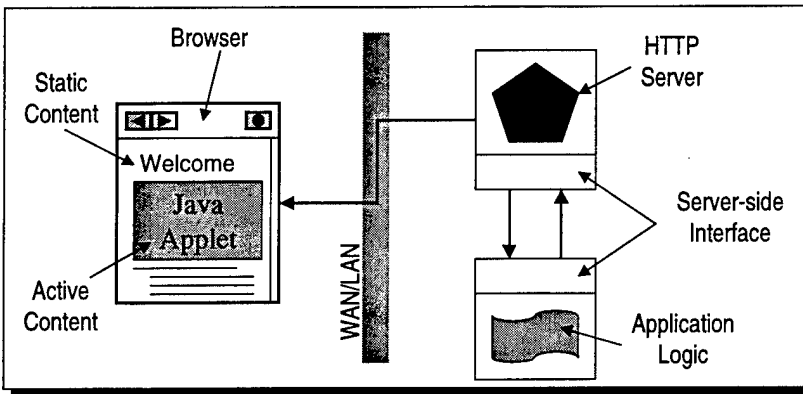 Browser
HTTP
Server
Static
Content
Welcome
Java
Applet
Server-side
Interface
Active
Content
WAN/LAN
Application
Logic